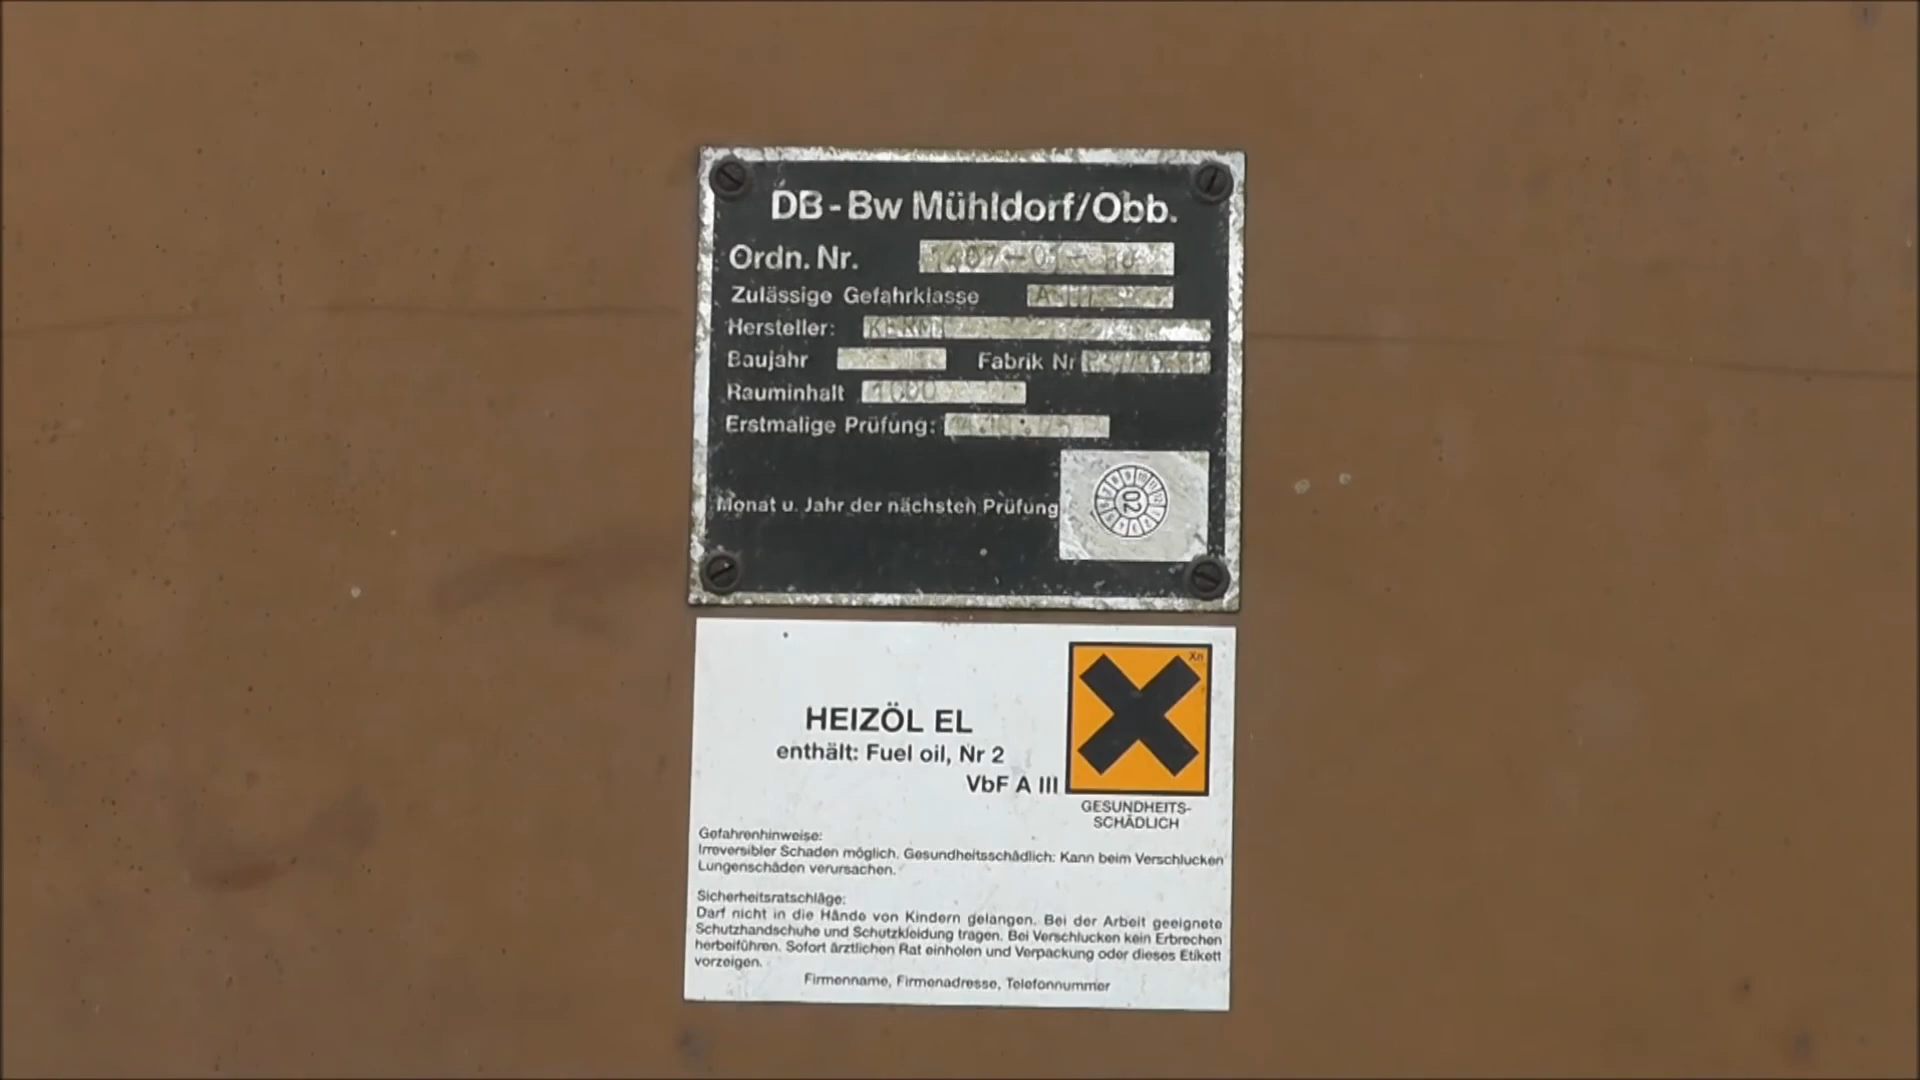 DB-Bw Mühldorf/Obb.
Ordn. Nr.
Zulässige Gefahrklasse A
Hersteller:
Baujahr Fabrik Nr
Rauminhalt 1000
Erstmalige Prüfung:
Monat u. Jahr der nächsten Prüfung 02
Xn
HEIZÖL EL
enthält: Fuel oil, Nr 2
VbF A III
GESUNDHEITS-
SCHÄDLICH
Gefahrenhinweise:
Irreversibler Schaden möglich. Gesundheitsschädlich: Kann beim Verschlucken
Lungenschäden verursachen.
Sicherheitsratschläge:
Darf nicht in die Hände von Kindern gelangen. Bei der Arbeit geeignete
Schutzhandschuhe und Schutzkleidung tragen. Bei Verschlucken kein Erbrechen
herbeiführen. Sofort ärztlichen Rat einholen und Verpackung oder dieses Etikett
vorzeigen.
Firmenname, Firmenadresse, Telefonnummer